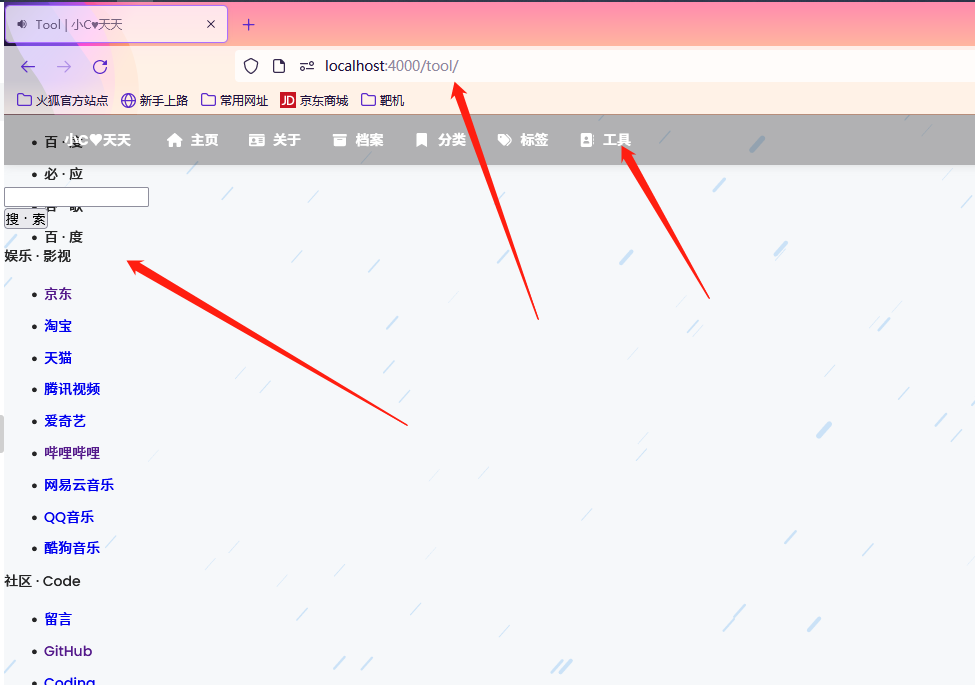 Tool | 小C♥天天
localhost:4000/tool/
火狐官方站点 新手上路 常用网址 JD 京东商城 靶机
小C♥天天 主页 关于 档案 分类 标签 工具
百 · 度
必 · 应
搜 · 索
百 · 度
娱乐 · 影视
京东
淘宝
天猫
腾讯视频
爱奇艺
哔哩哔哩
网易云音乐
QQ音乐
酷狗音乐
社区 · Code
留言
GitHub
Coding